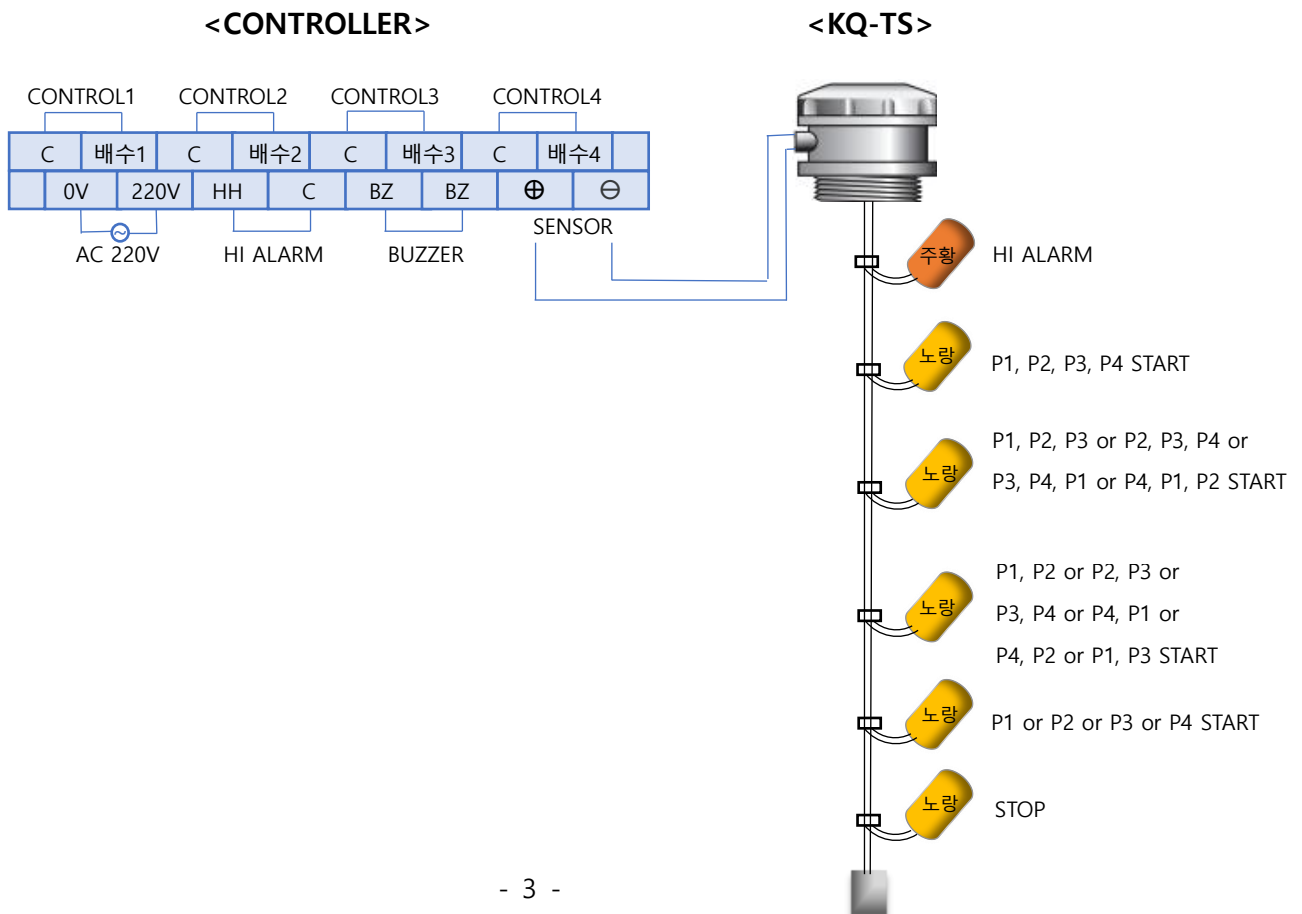 <CONTROLLER>
<KQ-TS>
CONTROL1 CONTROL2 CONTROL3 CONTROL4
C 배수1 C 배수2 C 배수3 C 배수4
0V 220V HH C BZ BZ ⊕ ⊖
AC 220V HI ALARM BUZZER SENSOR
주황 HI ALARM
노랑 P1, P2, P3, P4 START
노랑
P1, P2, P3 or P2, P3, P4 or
P3, P4, P1 or P4, P1, P2 START
노랑
P1, P2 or P2, P3 or
P3, P4 or P4, P1 or
P4, P2 or P1, P3 START
노랑 P1 or P2 or P3 or P4 START
노랑 STOP
- 3 -